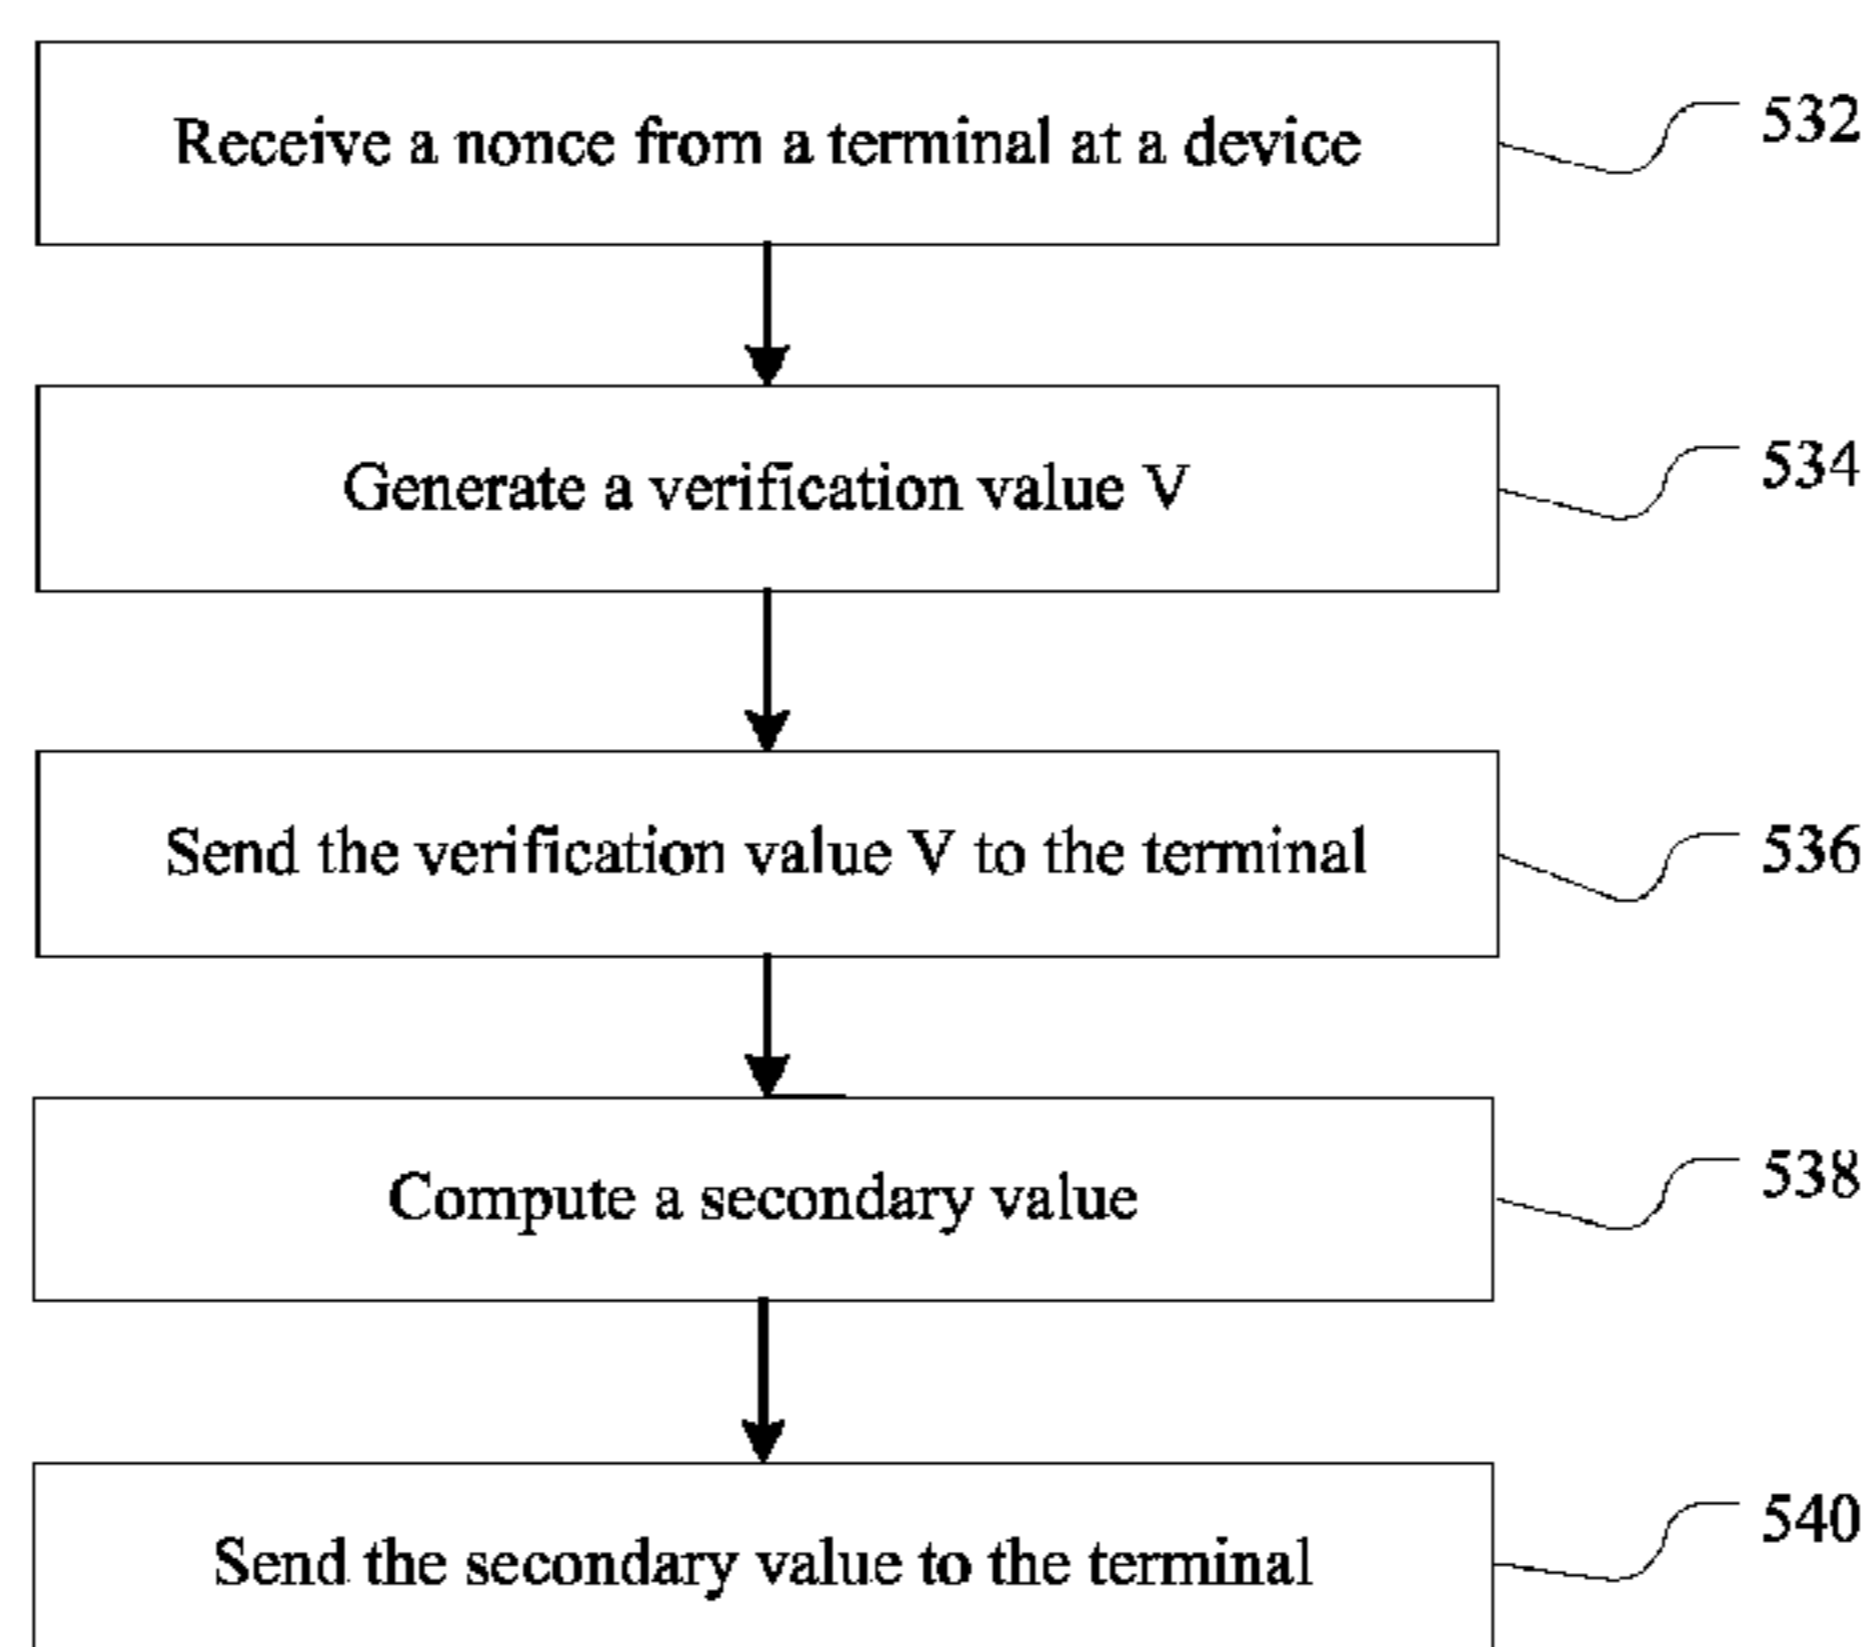 Receive a nonce from a terminal at a device
532
Generate a verification value V
534
Send the verification value V to the terminal
536
Compute a secondary value
538
Send the secondary value to the terminal
540